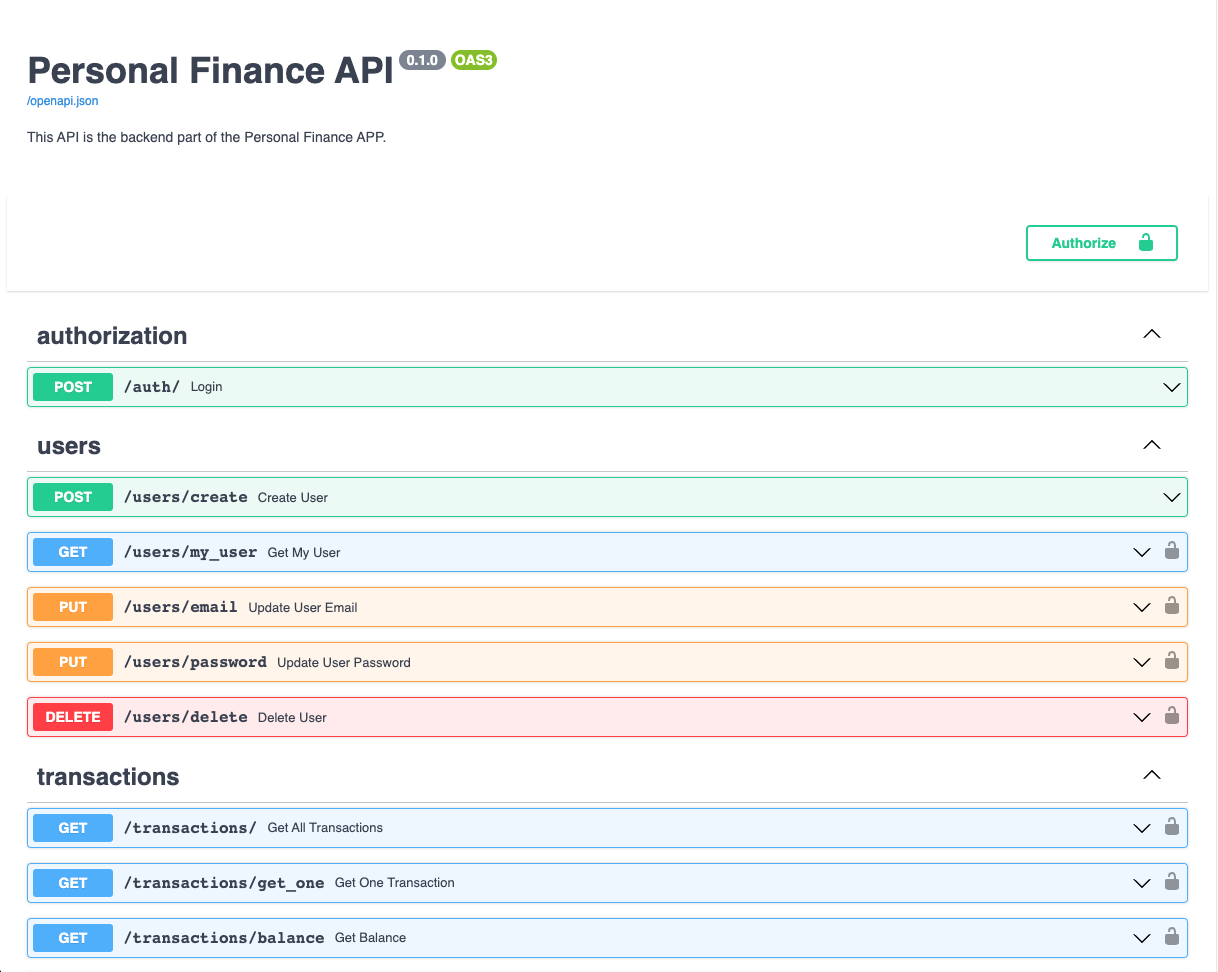 Personal Finance API 0.1.0 OAS3
/openapi.json
This API is the backend part of the Personal Finance APP.
Authorize
authorization
POST /auth/ Login
users
POST /users/create Create User
GET /users/my_user Get My User
PUT /users/email Update User Email
PUT /users/password Update User Password
DELETE /users/delete Delete User
transactions
GET /transactions/ Get All Transactions
GET /transactions/get_one Get One Transaction
GET /transactions/balance Get Balance